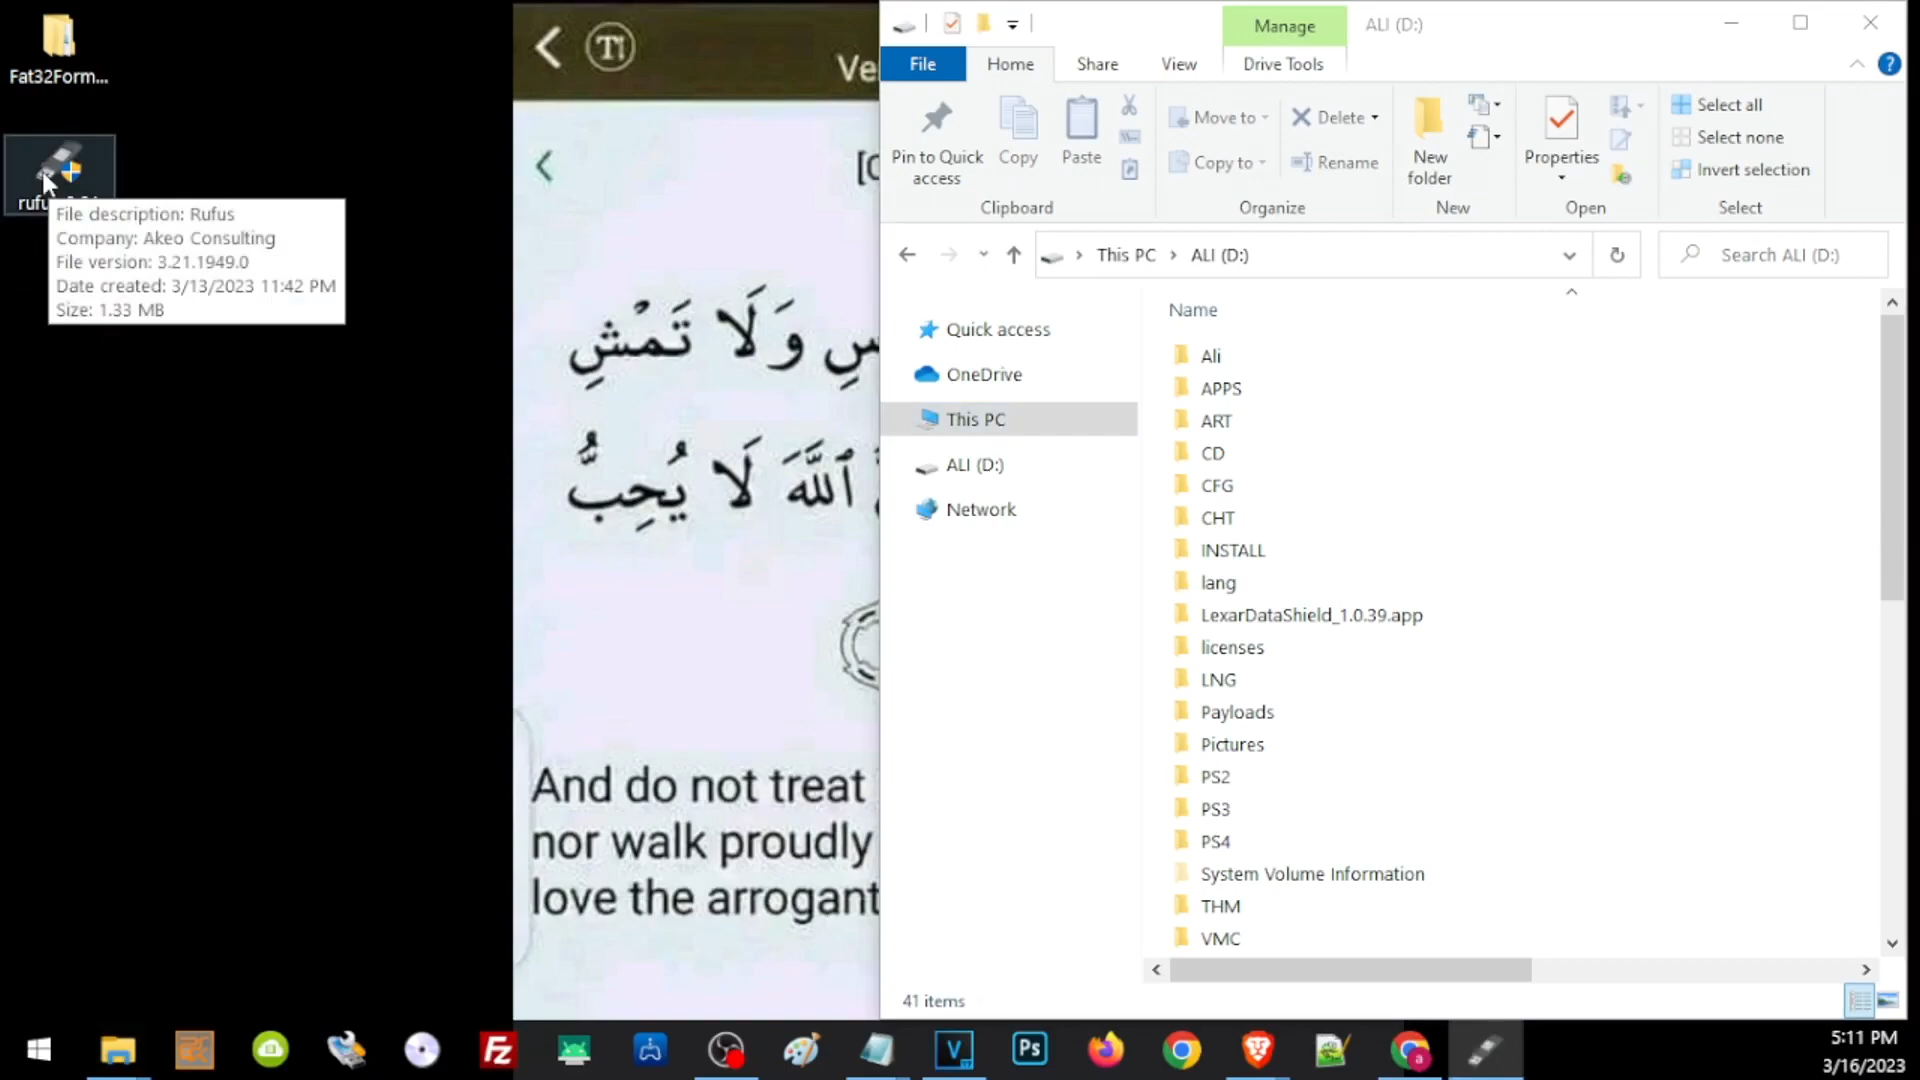 Fat32Form...
File description: Rufus
Company: Akeo Consulting
File version: 3.21.1949.0
Date created: 3/13/2023 11:42 PM
Size: 1.33 MB
سِ وَلَا تَمْشِ
ٱللَّهَ لَا يُحِبُّ
And do not treat
nor walk proudly
love the arrogant
Manage
ALI (D:)
File
Home
Share
View
Drive Tools
Pin to Quick access
Copy
Paste
Move to
Copy to
Delete
Rename
New folder
Properties
Select all
Select none
Invert selection
Clipboard
Organize
New
Open
Select
This PC
ALI (D:)
Search ALI (D:)
Quick access
OneDrive
This PC
ALI (D:)
Network
Name
Ali
APPS
ART
CD
CFG
CHT
INSTALL
lang
LexarDataShield_1.0.39.app
licenses
LNG
Payloads
Pictures
PS2
PS3
PS4
System Volume Information
THM
VMC
41 items
FZ
V
Ps
5:11 PM
3/16/2023